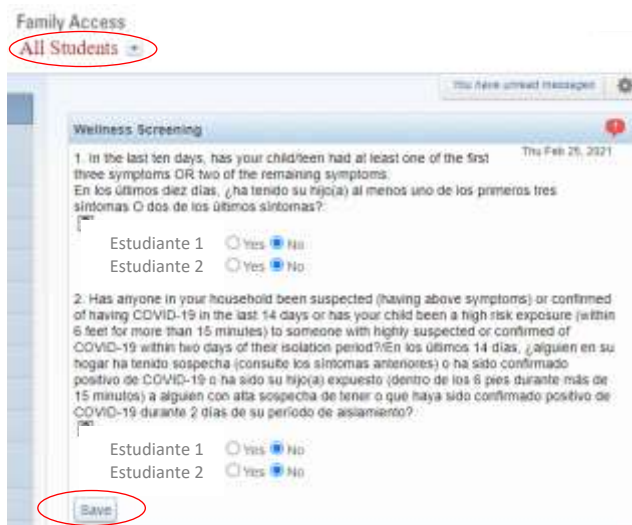 Family Access
All Students
You have unread messages
Wellness Screening
Thu Feb 25, 2021
1. In the last ten days, has your child/teen had at least one of the first
three symptoms OR two of the remaining symptoms.
En los últimos diez días, ¿ha tenido su hijo(a) al menos uno de los primeros tres
síntomas O dos de los últimos síntomas?
Estudiante 1 Yes No
Estudiante 2 Yes No
2. Has anyone in your household been suspected (having above symptoms) or confirmed
of having COVID-19 in the last 14 days or has your child been a high risk exposure (within
6 feet for more than 15 minutes) to someone with highly suspected or confirmed of
COVID-19 within two days of their isolation period?/En los últimos 14 días, ¿alguien en su
hogar ha tenido sospecha (consulte los síntomas anteriores) o ha sido confirmado
positivo de COVID-19 o ha sido su hijo(a) expuesto (dentro de los 6 pies durante más de
15 minutos) a alguien con alta sospecha de tener o que haya sido confirmado positivo de
COVID-19 durante 2 días de su período de aislamiento?
Estudiante 1 Yes No
Estudiante 2 Yes No
Save